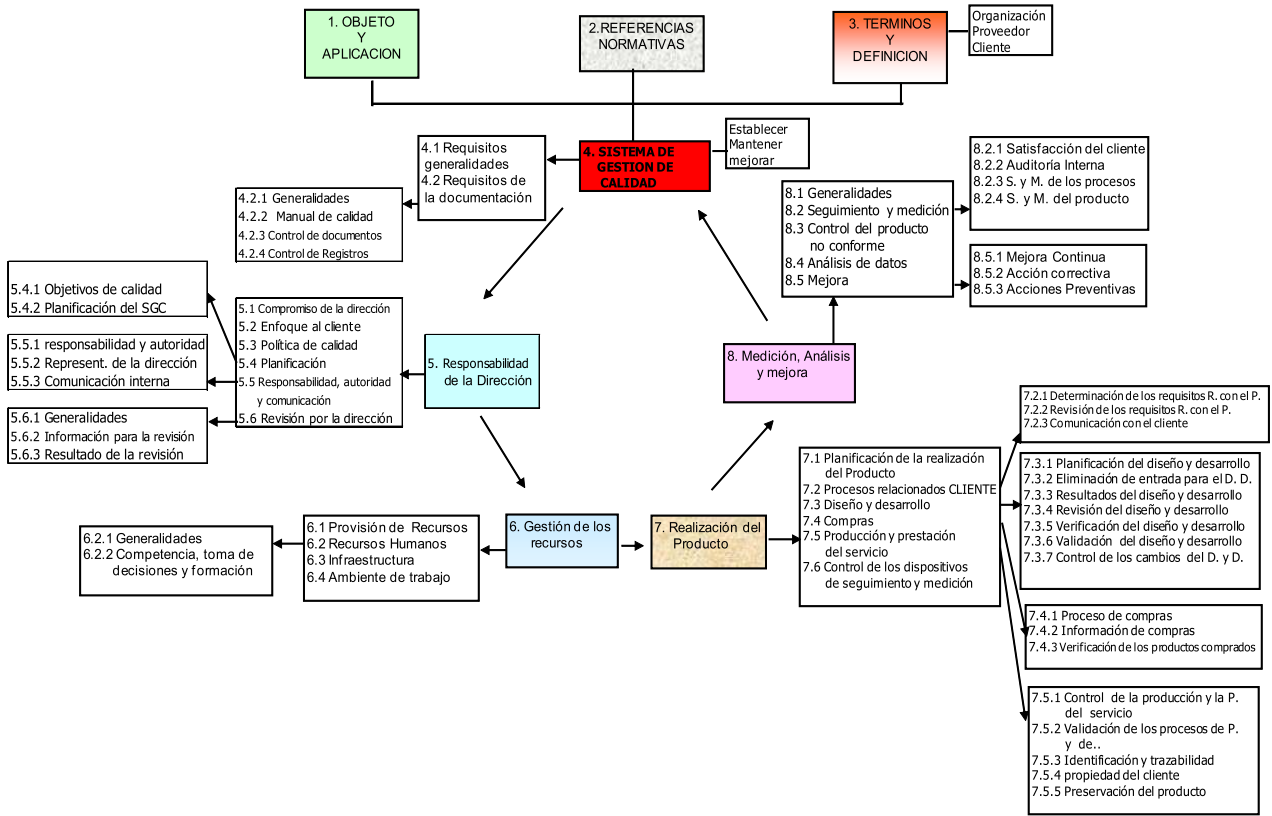 1. OBJETO
Y
APLICACION
2.REFERENCIAS
NORMATIVAS
3. TERMINOS
Y
DEFINICION
Organización
Proveedor
Cliente
4. SISTEMA DE
GESTION DE
CALIDAD
Establecer
Mantener
mejorar
4.1 Requisitos
generalidades
4.2 Requisitos de
la documentación
4.2.1 Generalidades
4.2.2 Manual de calidad
4.2.3 Control de documentos
4.2.4 Control de Registros
8.1 Generalidades
8.2 Seguimiento y medición
8.3 Control del producto
no conforme
8.4 Análisis de datos
8.5 Mejora
8.2.1 Satisfacción del cliente
8.2.2 Auditoría Interna
8.2.3 S. y M. de los procesos
8.2.4 S. y M. del producto
8.5.1 Mejora Continua
8.5.2 Acción correctiva
8.5.3 Acciones Preventivas
5.4.1 Objetivos de calidad
5.4.2 Planificación del SGC
5.5.1 responsabilidad y autoridad
5.5.2 Represent. de la dirección
5.5.3 Comunicación interna
5.6.1 Generalidades
5.6.2 Información para la revisión
5.6.3 Resultado de la revisión
5.1 Compromiso de la dirección
5.2 Enfoque al cliente
5.3 Política de calidad
5.4 Planificación
5.5 Responsabilidad, autoridad
y comunicación
5.6 Revisión por la dirección
5. Responsabilidad
de la Dirección
8. Medición, Análisis
y mejora
6.2.1 Generalidades
6.2.2 Competencia, toma de
decisiones y formación
6.1 Provisión de Recursos
6.2 Recursos Humanos
6.3 Infraestructura
6.4 Ambiente de trabajo
6. Gestión de los
recursos
7. Realización del
Producto
7.1 Planificación de la realización
del Producto
7.2 Procesos relacionados CLIENTE
7.3 Diseño y desarrollo
7.4 Compras
7.5 Producción y prestación
del servicio
7.6 Control de los dispositivos
de seguimiento y medición
7.2.1 Determinación de los requisitos R. con el P.
7.2.2 Revisión de los requisitos R. con el P.
7.2.3 Comunicación con el cliente
7.3.1 Planificación del diseño y desarrollo
7.3.2 Eliminación de entrada para el D. D.
7.3.3 Resultados del diseño y desarrollo
7.3.4 Revisión del diseño y desarrollo
7.3.5 Verificación del diseño y desarrollo
7.3.6 Validación del diseño y desarrollo
7.3.7 Control de los cambios del D. y D.
7.4.1 Proceso de compras
7.4.2 Información de compras
7.4.3 Verificación de los productos comprados
7.5.1 Control de la producción y la P.
del servicio
7.5.2 Validación de los procesos de P.
y de..
7.5.3 Identificación y trazabilidad
7.5.4 propiedad del cliente
7.5.5 Preservación del producto